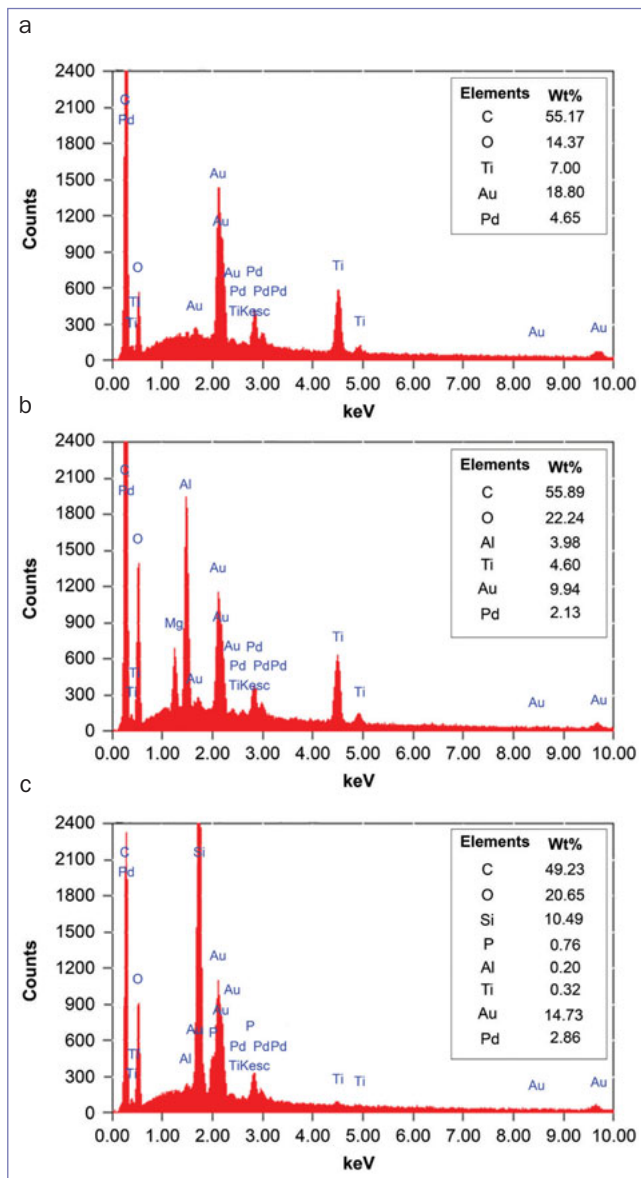 a
2400
2100
1800
1500
1200
900
600
300
0
Counts
C
Pd
O
Ti
Ti
Au
Au
Au
Au
Pd
Pd
Pd Pd
TiKesc
Ti
Ti
Au
Au
Elements Wt%
C 55.17
O 14.37
Ti 7.00
Au 18.80
Pd 4.65
0.00 1.00 2.00 3.00 4.00 5.00 6.00 7.00 8.00 9.00 10.00
keV
b
2400
2100
1800
1500
1200
900
600
300
0
Counts
C
Pd
O
Ti
Ti
Mg
Al
Au
Au
Au
Au
Pd
Pd
Pd Pd
TiKesc
Ti
Ti
Au
Au
Elements Wt%
C 55.89
O 22.24
Al 3.98
Ti 4.60
Au 9.94
Pd 2.13
0.00 1.00 2.00 3.00 4.00 5.00 6.00 7.00 8.00 9.00 10.00
keV
c
2400
2100
1800
1500
1200
900
600
300
0
Counts
C
Pd
O
Ti
Ti
Al
Au
Si
P
Au
Au
Au
P
Pd
Pd Pd
TiKesc
Ti
Ti
Au
Au
Elements Wt%
C 49.23
O 20.65
Si 10.49
P 0.76
Al 0.20
Ti 0.32
Au 14.73
Pd 2.86
0.00 1.00 2.00 3.00 4.00 5.00 6.00 7.00 8.00 9.00 10.00
keV